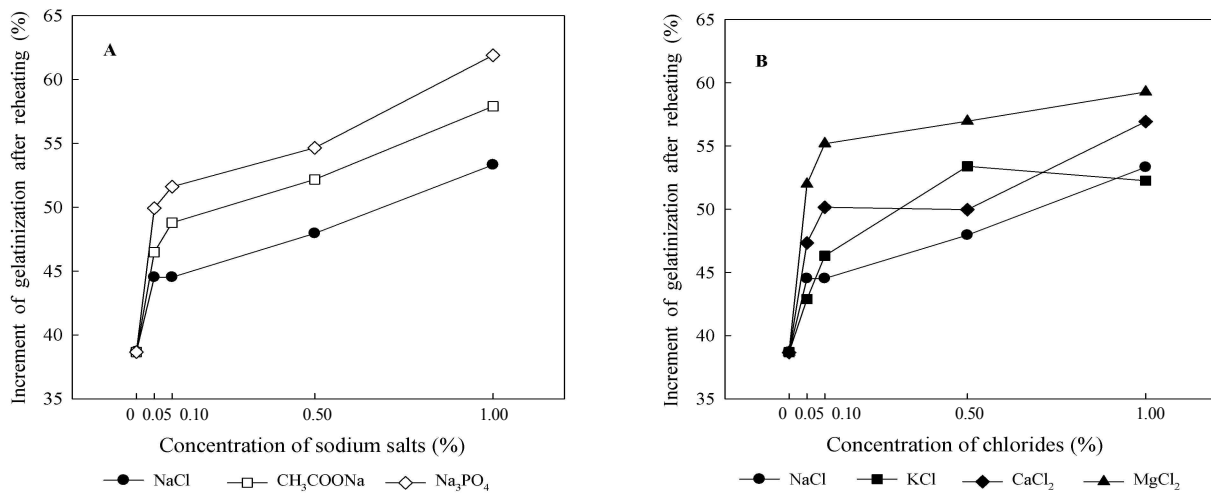 Increment of gelatinization after reheating (%)
A
65
60
55
50
45
40
35
0 0.05 0.10 0.50 1.00
Concentration of sodium salts (%)
NaCl CH₃COONa Na₃PO₄
Increment of gelatinization after reheating (%)
B
65
60
55
50
45
40
35
0 0.05 0.10 0.50 1.00
Concentration of chlorides (%)
NaCl KCl CaCl₂ MgCl₂